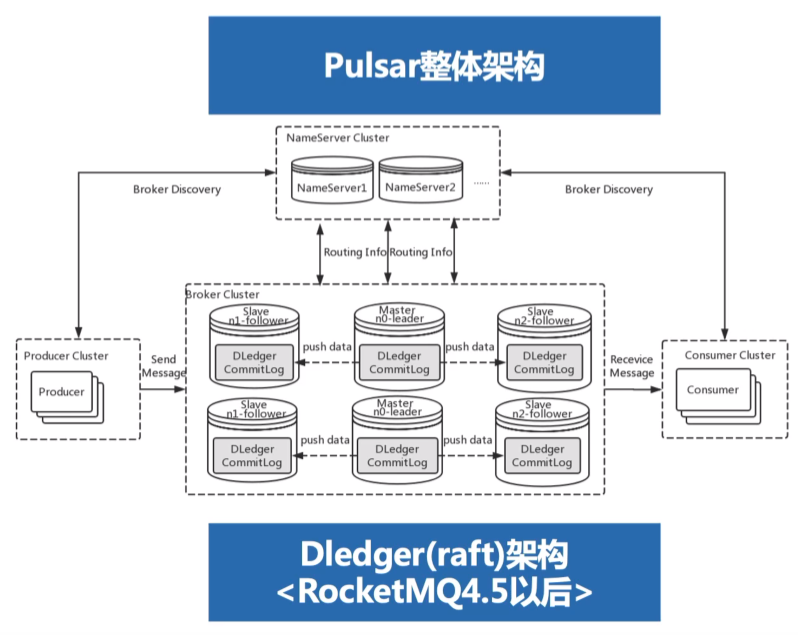 Pulsar整体架构
NameServer Cluster
NameServer1
NameServer2
......
Broker Discovery
Broker Discovery
Routing Info
Routing Info
Broker Cluster
Slave
n1-follower
Master
n0-leader
Slave
n2-follower
DLedger
CommitLog
push data
DLedger
CommitLog
push data
DLedger
CommitLog
Producer Cluster
Producer
Send
Message
Recevice
Message
Consumer Cluster
Consumer
Slave
n1-follower
Master
n0-leader
Slave
n2-follower
DLedger
CommitLog
push data
DLedger
CommitLog
push data
DLedger
CommitLog
Dledger(raft)架构
<RocketMQ4.5以后>